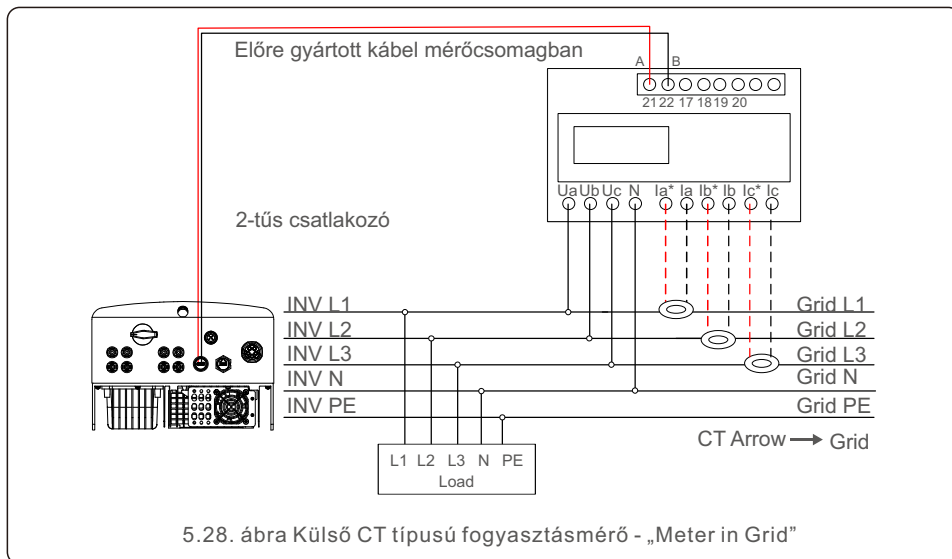 Előre gyártott kábel mérőcsomagban
A B
21 22 17 18 19 20
Ua Ub Uc N Ia* Ia Ib* Ib Ic* Ic
2-tűs csatlakozó
INV L1 Grid L1
INV L2 Grid L2
INV L3 Grid L3
INV N Grid N
INV PE Grid PE
CT Arrow → Grid
L1 L2 L3 N PE
Load
5.28. ábra Külső CT típusú fogyasztásmérő - „Meter in Grid”